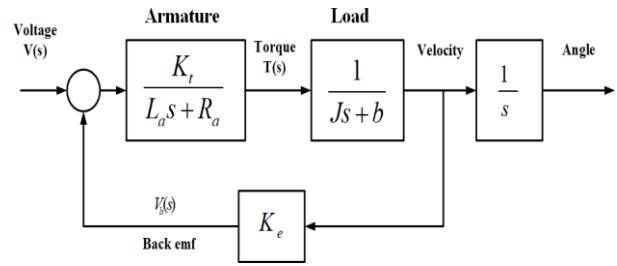 Armature
Load
Voltage
V(s)
K_t
L_a s + R_a
Torque
T(s)
1
Js + b
Velocity
1
s
Angle
V_b(s)
Back emf
K_e